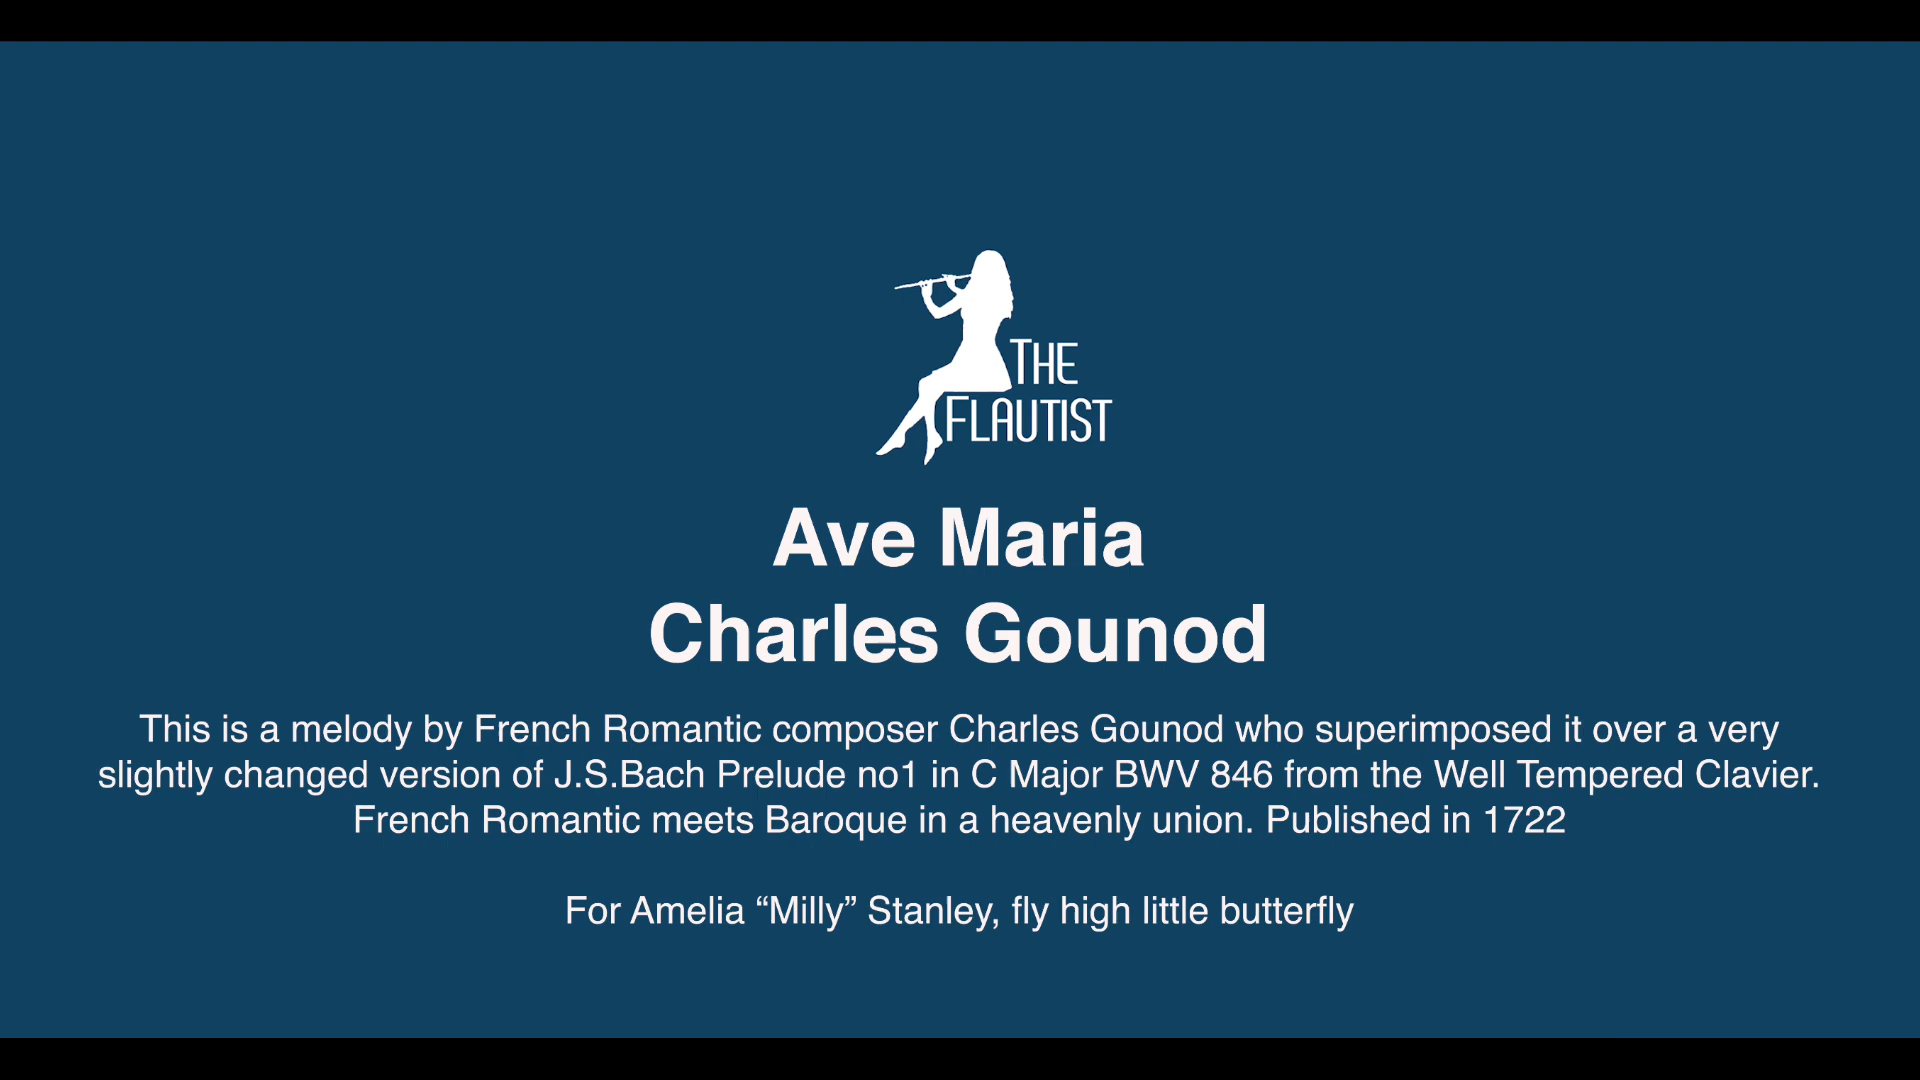 THE
FLAUTIST
Ave Maria
Charles Gounod
This is a melody by French Romantic composer Charles Gounod who superimposed it over a very
slightly changed version of J.S.Bach Prelude no1 in C Major BWV 846 from the Well Tempered Clavier.
French Romantic meets Baroque in a heavenly union. Published in 1722
For Amelia “Milly” Stanley, fly high little butterfly